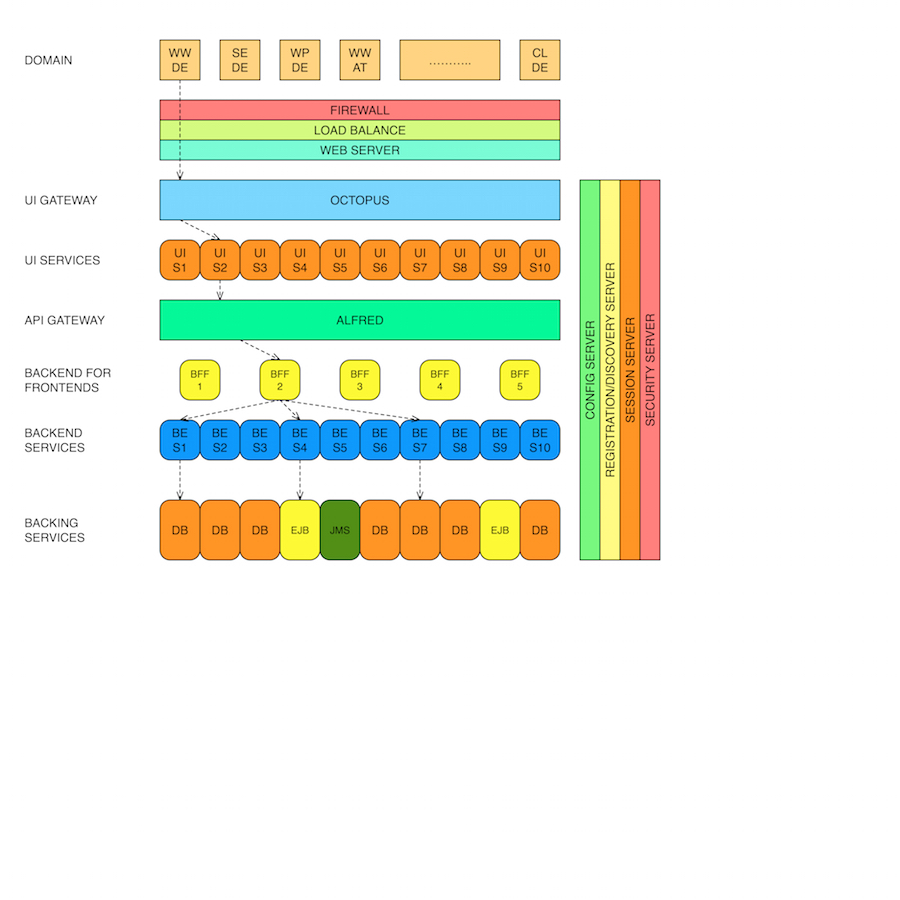 DOMAIN
WW
DE
SE
DE
WP
DE
WW
AT
...........
CL
DE
FIREWALL
LOAD BALANCE
WEB SERVER
UI GATEWAY
OCTOPUS
UI SERVICES
UI
S1
UI
S2
UI
S3
UI
S4
UI
S5
UI
S6
UI
S7
UI
S8
UI
S9
UI
S10
API GATEWAY
ALFRED
BACKEND FOR
FRONTENDS
BFF
1
BFF
2
BFF
3
BFF
4
BFF
5
BACKEND
SERVICES
BE
S1
BE
S2
BE
S3
BE
S4
BE
S5
BE
S6
BE
S7
BE
S8
BE
S9
BE
S10
BACKING
SERVICES
DB
DB
DB
EJB
JMS
DB
DB
DB
EJB
DB
CONFIG SERVER
REGISTRATION/DISCOVERY SERVER
SESSION SERVER
SECURITY SERVER